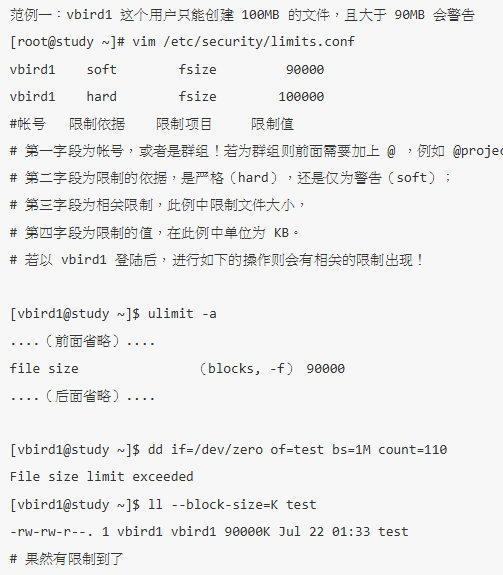 范例一：vbird1 这个用户只能创建 100MB 的文件，且大于 90MB 会警告
[root@study ~]# vim /etc/security/limits.conf
vbird1    soft        fsize         90000
vbird1    hard        fsize        100000
#帐号   限制依据    限制项目     限制值
# 第一字段为帐号，或者是群组！若为群组则前面需要加上 @ ，例如 @projec
# 第二字段为限制的依据，是严格（hard），还是仅为警告（soft）；
# 第三字段为相关限制，此例中限制文件大小，
# 第四字段为限制的值，在此例中单位为 KB。
# 若以 vbird1 登陆后，进行如下的操作则会有相关的限制出现！
[vbird1@study ~]$ ulimit -a
....（前面省略）....
file size               （blocks, -f） 90000
....（后面省略）....
[vbird1@study ~]$ dd if=/dev/zero of=test bs=1M count=110
File size limit exceeded
[vbird1@study ~]$ ll --block-size=K test
-rw-rw-r--. 1 vbird1 vbird1 90000K Jul 22 01:33 test
# 果然有限制到了